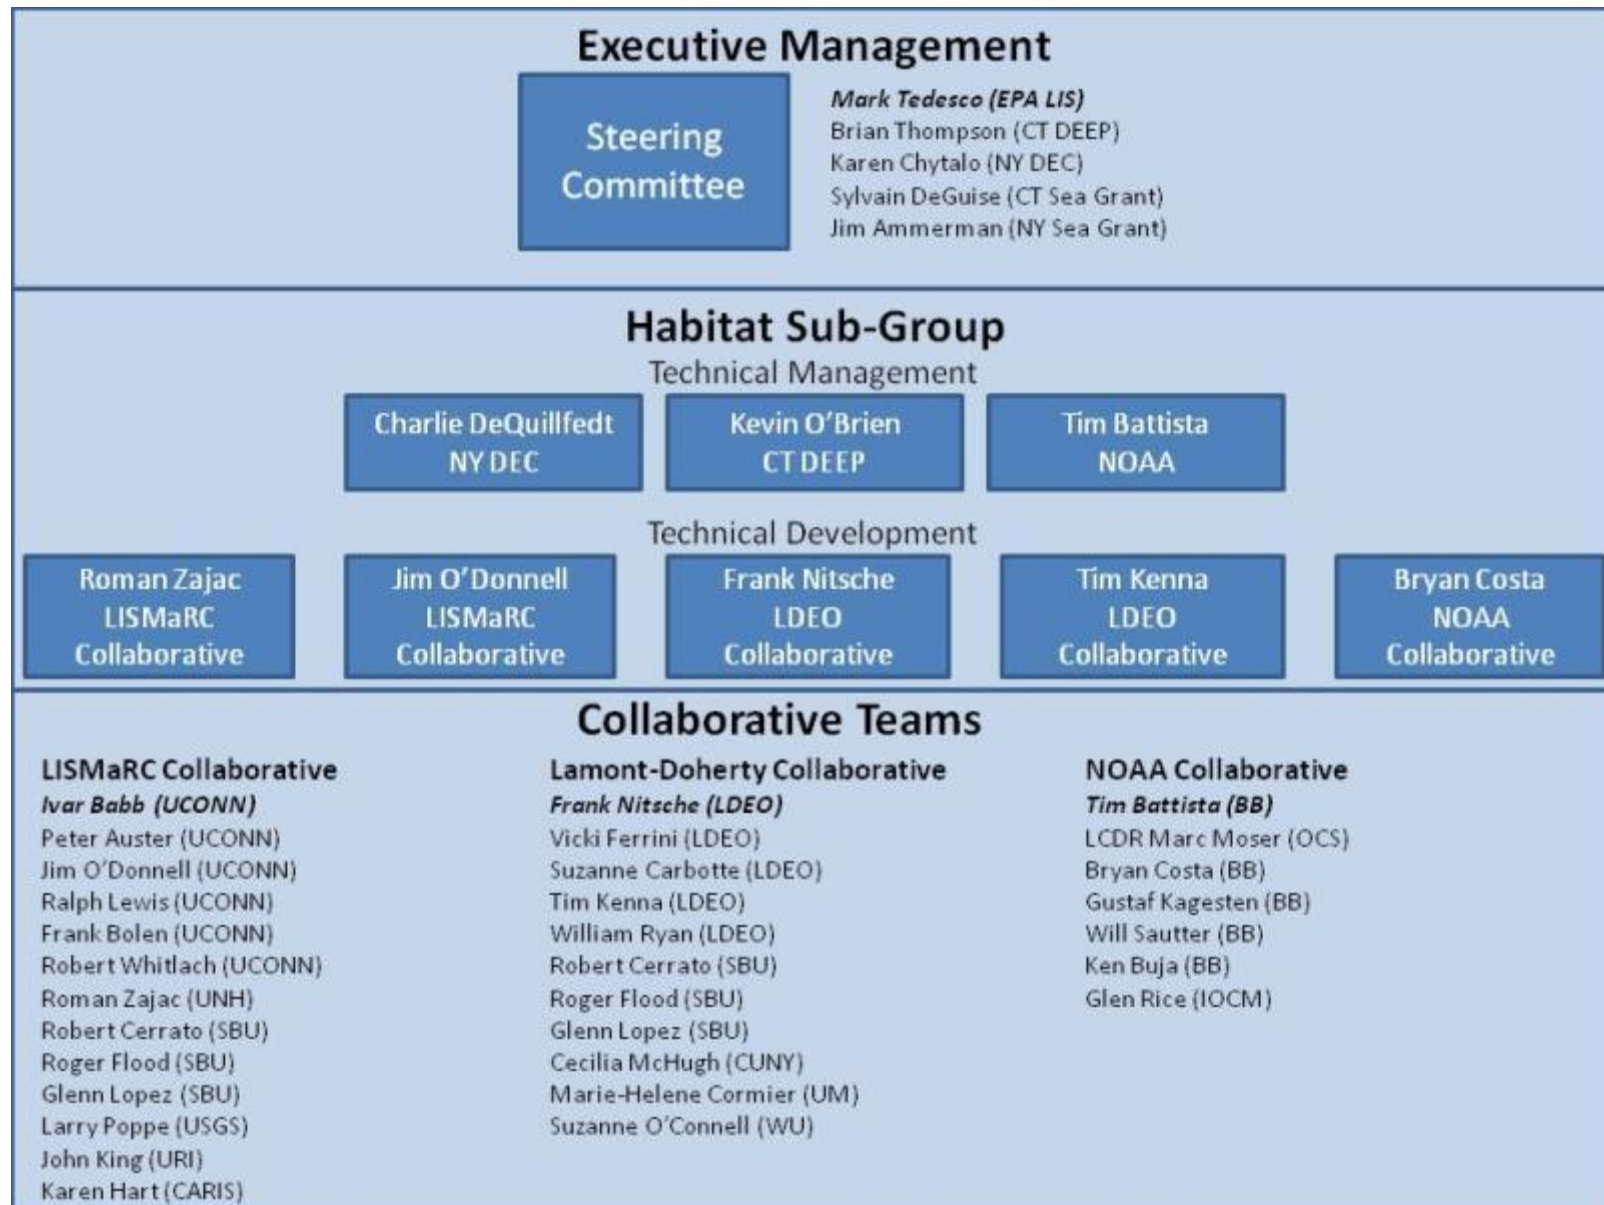 Executive Management
Steering
Committee
Mark Tedesco (EPA LIS)
Brian Thompson (CT DEEP)
Karen Chytalo (NY DEC)
Sylvain DeGuise (CT Sea Grant)
Jim Ammerman (NY Sea Grant)
Habitat Sub-Group
Technical Management
Charlie DeQuillfedt
NY DEC
Kevin O'Brien
CT DEEP
Tim Battista
NOAA
Technical Development
Roman Zajac
LISMaRC
Collaborative
Jim O'Donnell
LISMaRC
Collaborative
Frank Nitsche
LDEO
Collaborative
Tim Kenna
LDEO
Collaborative
Bryan Costa
NOAA
Collaborative
Collaborative Teams
LISMaRC Collaborative
Ivar Babb (UCONN)
Peter Auster (UCONN)
Jim O'Donnell (UCONN)
Ralph Lewis (UCONN)
Frank Bolen (UCONN)
Robert Whitlach (UCONN)
Roman Zajac (UNH)
Robert Cerrato (SBU)
Roger Flood (SBU)
Glenn Lopez (SBU)
Larry Poppe (USGS)
John King (URI)
Karen Hart (CARIS)
Lamont-Doherty Collaborative
Frank Nitsche (LDEO)
Vicki Ferrini (LDEO)
Suzanne Carbotte (LDEO)
Tim Kenna (LDEO)
William Ryan (LDEO)
Robert Cerrato (SBU)
Roger Flood (SBU)
Glenn Lopez (SBU)
Cecilia McHugh (CUNY)
Marie-Helene Cormier (UM)
Suzanne O'Connell (WU)
NOAA Collaborative
Tim Battista (BB)
LCDR Marc Moser (OCS)
Bryan Costa (BB)
Gustaf Kagesten (BB)
Will Sautter (BB)
Ken Buja (BB)
Glen Rice (IOCM)